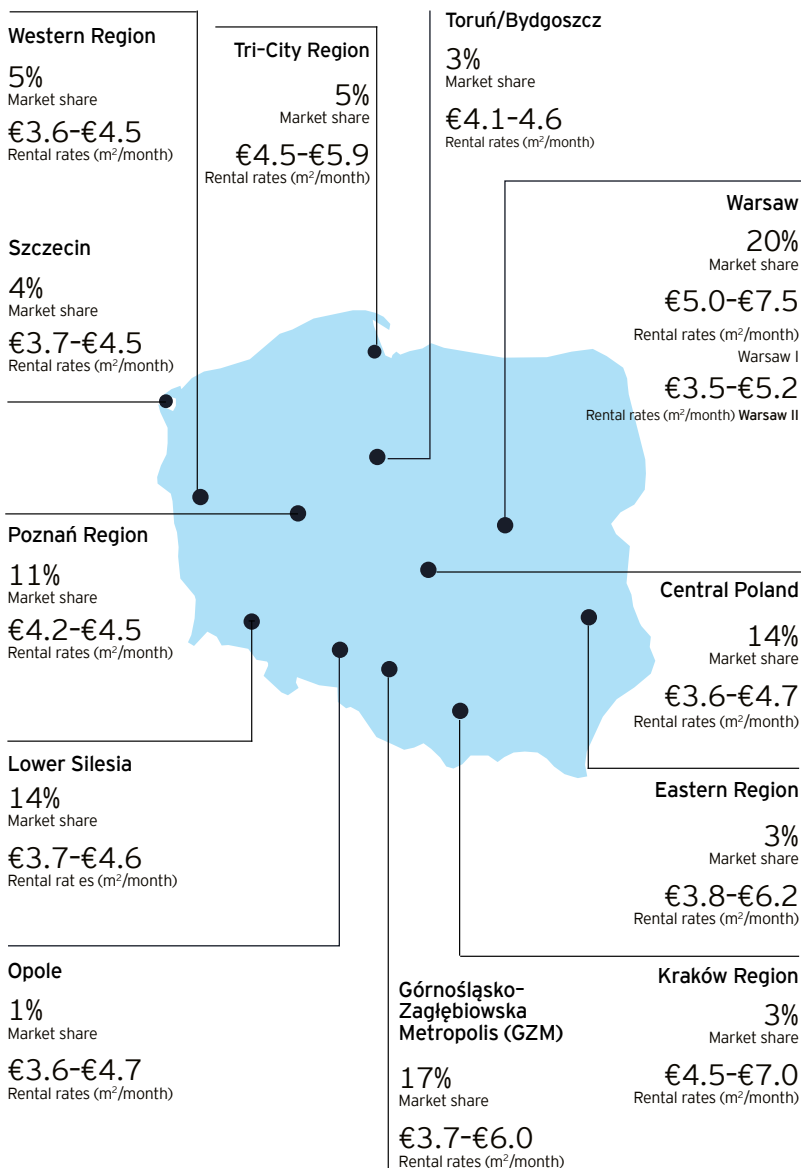 Western Region
5%
Market share
€3.6-€4.5
Rental rates (m²/month)
Tri-City Region
5%
Market share
€4.5-€5.9
Rental rates (m²/month)
Toruń/Bydgoszcz
3%
Market share
€4.1-4.6
Rental rates (m²/month)
Warsaw
20%
Market share
€5.0-€7.5
Rental rates (m²/month)
Warsaw I
€3.5-€5.2
Rental rates (m²/month) Warsaw II
Szczecin
4%
Market share
€3.7-€4.5
Rental rates (m²/month)
Poznań Region
11%
Market share
€4.2-€4.5
Rental rates (m²/month)
Central Poland
14%
Market share
€3.6-€4.7
Rental rates (m²/month)
Lower Silesia
14%
Market share
€3.7-€4.6
Rental rat es (m²/month)
Eastern Region
3%
Market share
€3.8-€6.2
Rental rates (m²/month)
Opole
1%
Market share
€3.6-€4.7
Rental rates (m²/month)
Górnośląsko-
Zagłębiowska
Metropolis (GZM)
17%
Market share
€3.7-€6.0
Rental rates (m²/month)
Kraków Region
3%
Market share
€4.5-€7.0
Rental rates (m²/month)